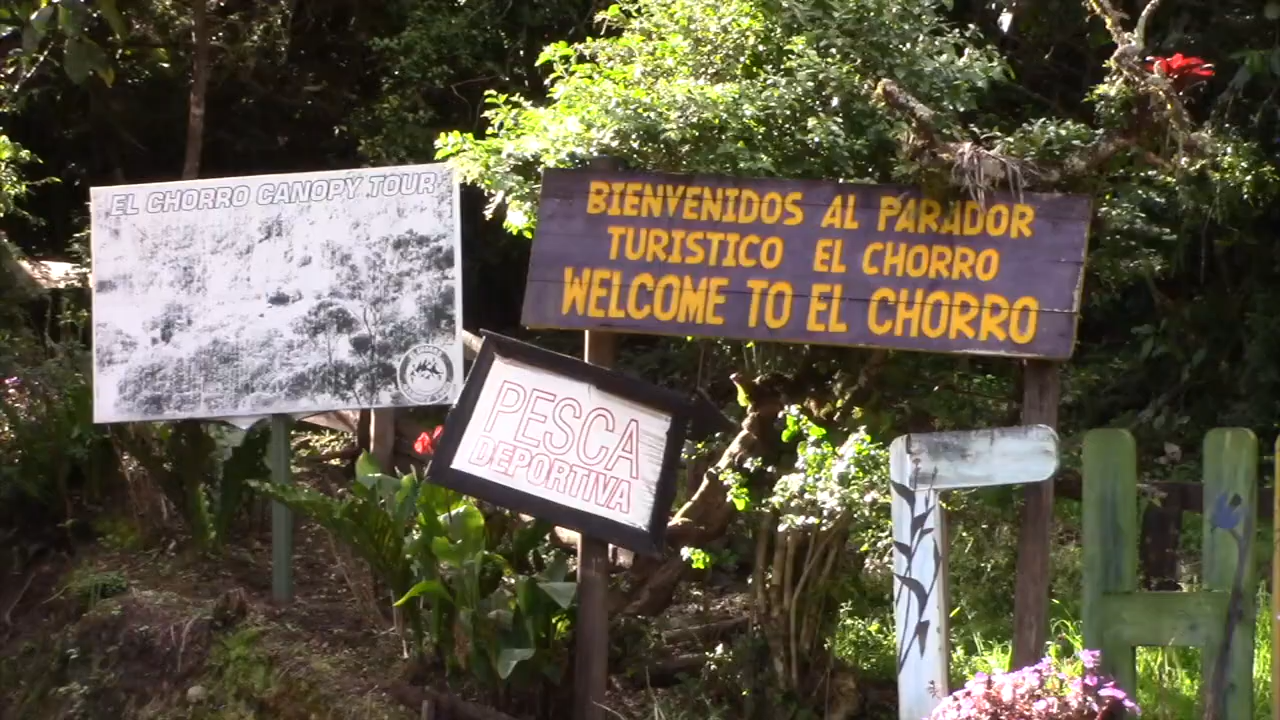 EL CHORRO CANOPY TOUR
BIENVENIDOS AL PARADOR
TURISTICO EL CHORRO
WELCOME TO EL CHORRO
PESCA
DEPORTIVA